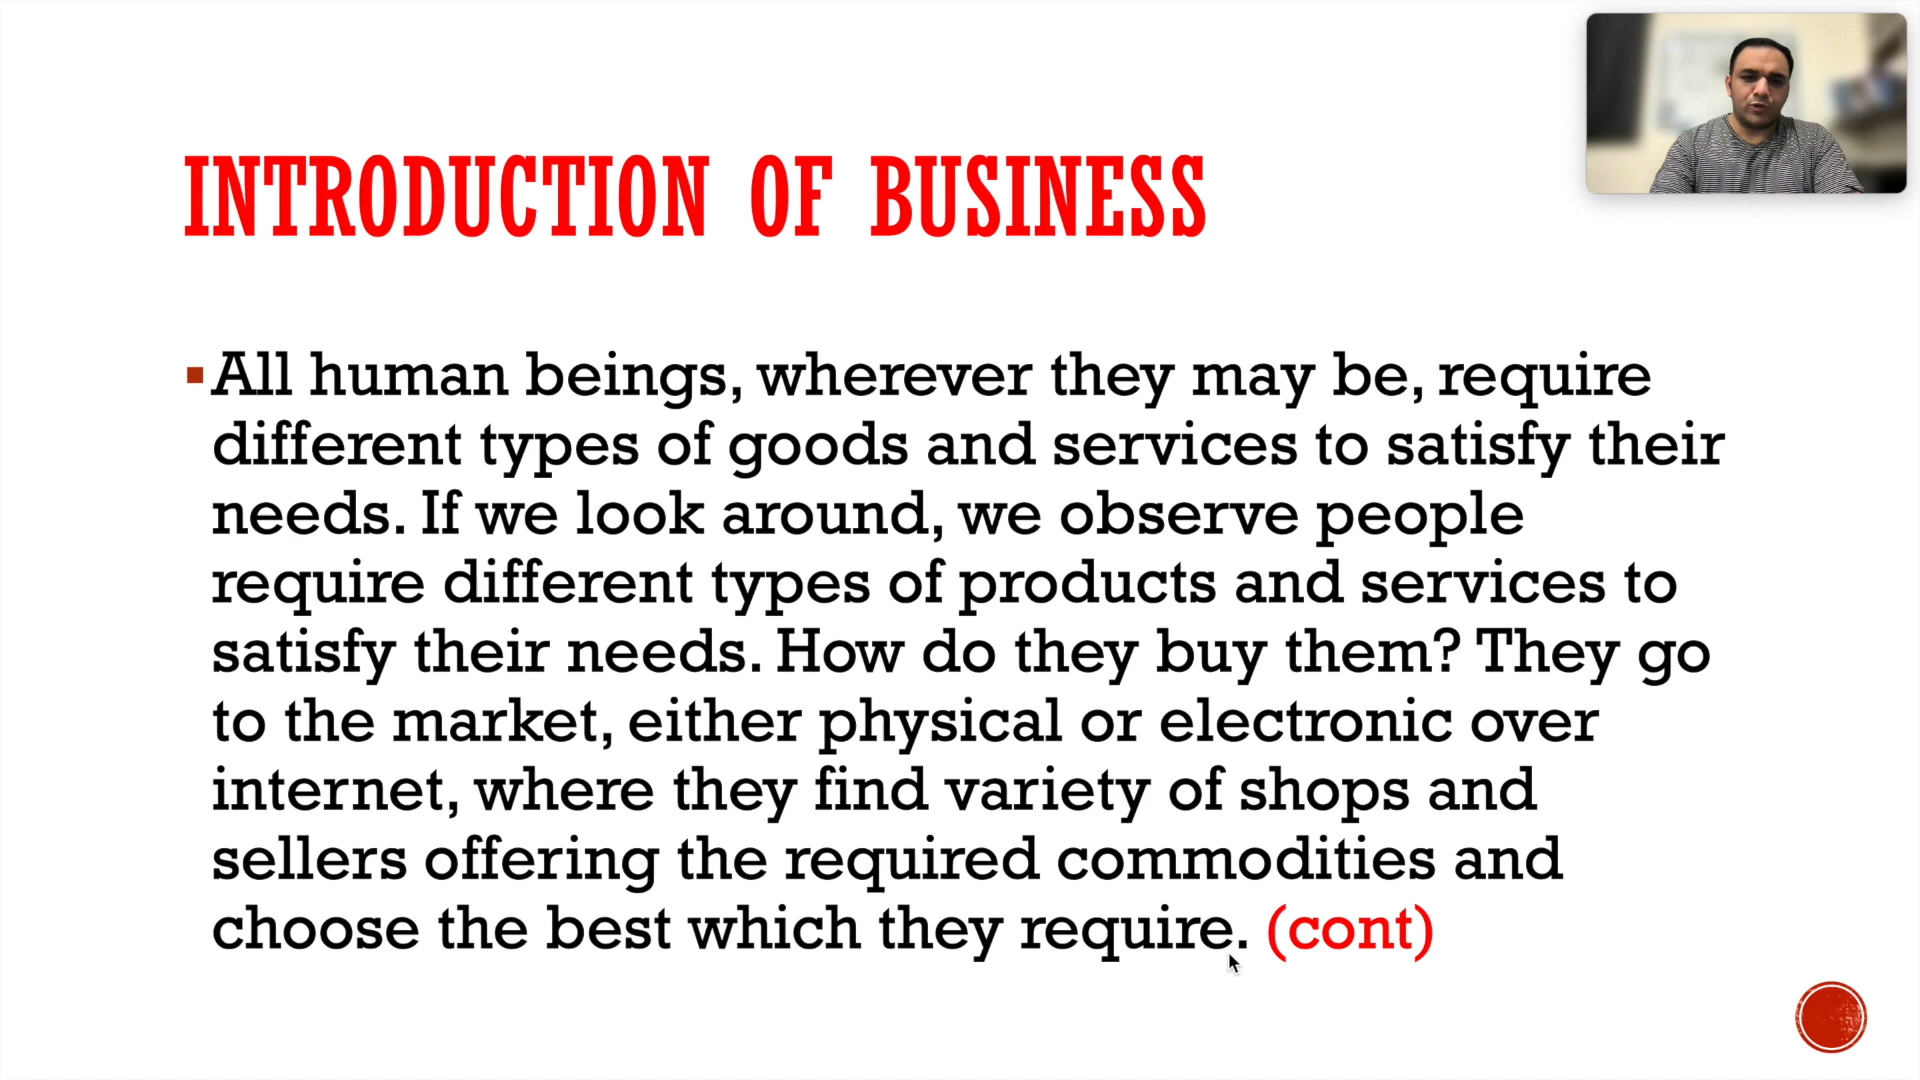 INTRODUCTION OF BUSINESS
▪All human beings, wherever they may be, require
different types of goods and services to satisfy their
needs. If we look around, we observe people
require different types of products and services to
satisfy their needs. How do they buy them? They go
to the market, either physical or electronic over
internet, where they find variety of shops and
sellers offering the required commodities and
choose the best which they require. (cont)